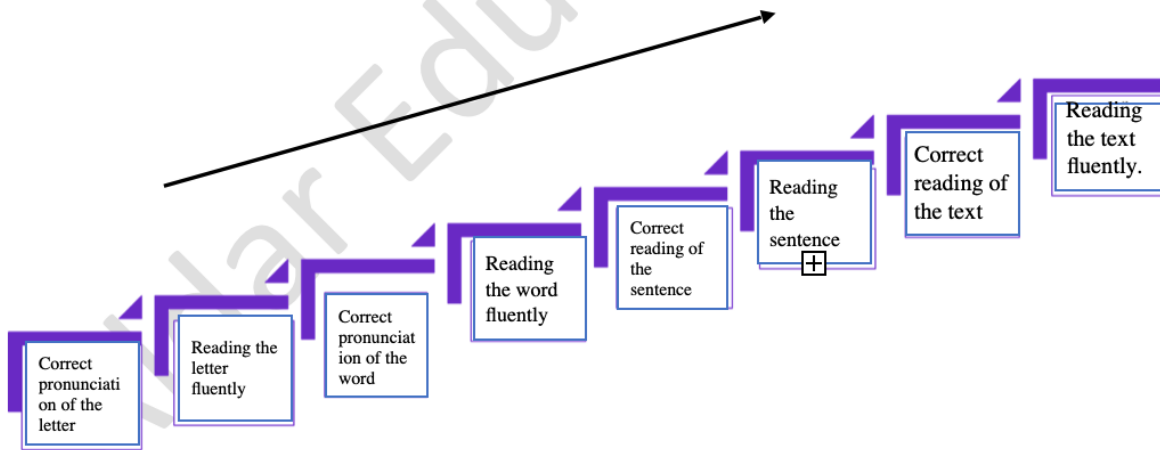 Correct
pronunciati
on of the
letter
Reading the
letter
fluently
Correct
pronunciat
ion of the
word
Reading
the word
fluently
Correct
reading of
the
sentence
Reading
the
sentence
Correct
reading of
the text
Reading
the text
fluently.